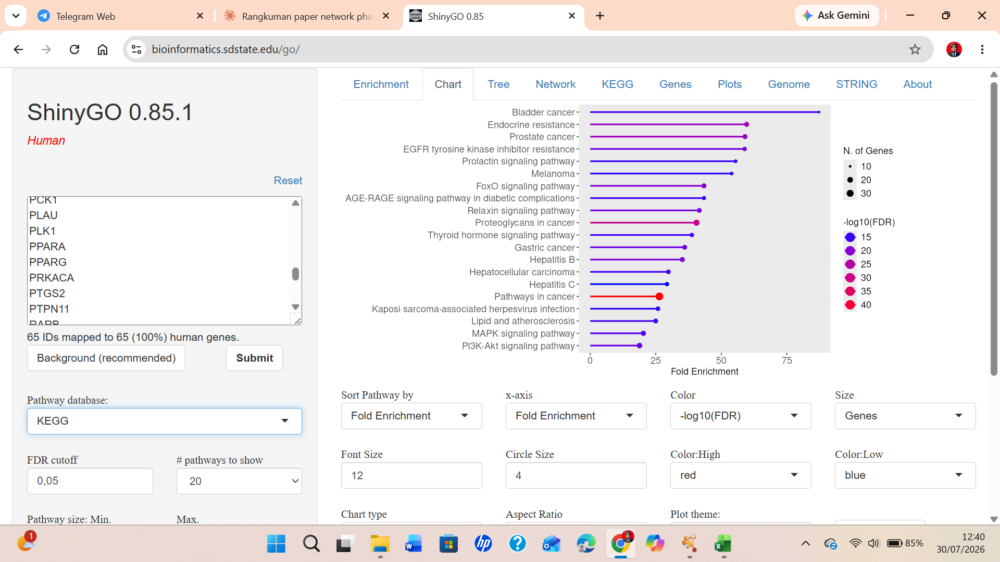 Telegram Web
Rangkuman paper network pha
ShinyGO 0.85
Ask Gemini
bioinformatics.sdstate.edu/go/
ShinyGO 0.85.1
Human
Reset
PCK1
PLAU
PLK1
PPARA
PPARG
PRKACA
PTGS2
PTPN11
RARB
65 IDs mapped to 65 (100%) human genes.
Background (recommended)
Submit
Pathway database:
KEGG
FDR cutoff
# pathways to show
0,05
20
Pathway size: Min.
Max.
Enrichment
Chart
Tree
Network
KEGG
Genes
Plots
Genome
STRING
About
Bladder cancer
Endocrine resistance
Prostate cancer
EGFR tyrosine kinase inhibitor resistance
Prolactin signaling pathway
Melanoma
FoxO signaling pathway
AGE-RAGE signaling pathway in diabetic complications
Relaxin signaling pathway
Proteoglycans in cancer
Thyroid hormone signaling pathway
Gastric cancer
Hepatitis B
Hepatocellular carcinoma
Hepatitis C
Pathways in cancer
Kaposi sarcoma-associated herpesvirus infection
Lipid and atherosclerosis
MAPK signaling pathway
PI3K-Akt signaling pathway
0
25
50
75
Fold Enrichment
N. of Genes
10
20
30
-log10(FDR)
15
20
25
30
35
40
Sort Pathway by
x-axis
Color
Size
Fold Enrichment
Fold Enrichment
-log10(FDR)
Genes
Font Size
Circle Size
Color:High
Color:Low
12
4
red
blue
Chart type
Aspect Ratio
Plot theme:
1
hp
85%
12:40
30/07/2026